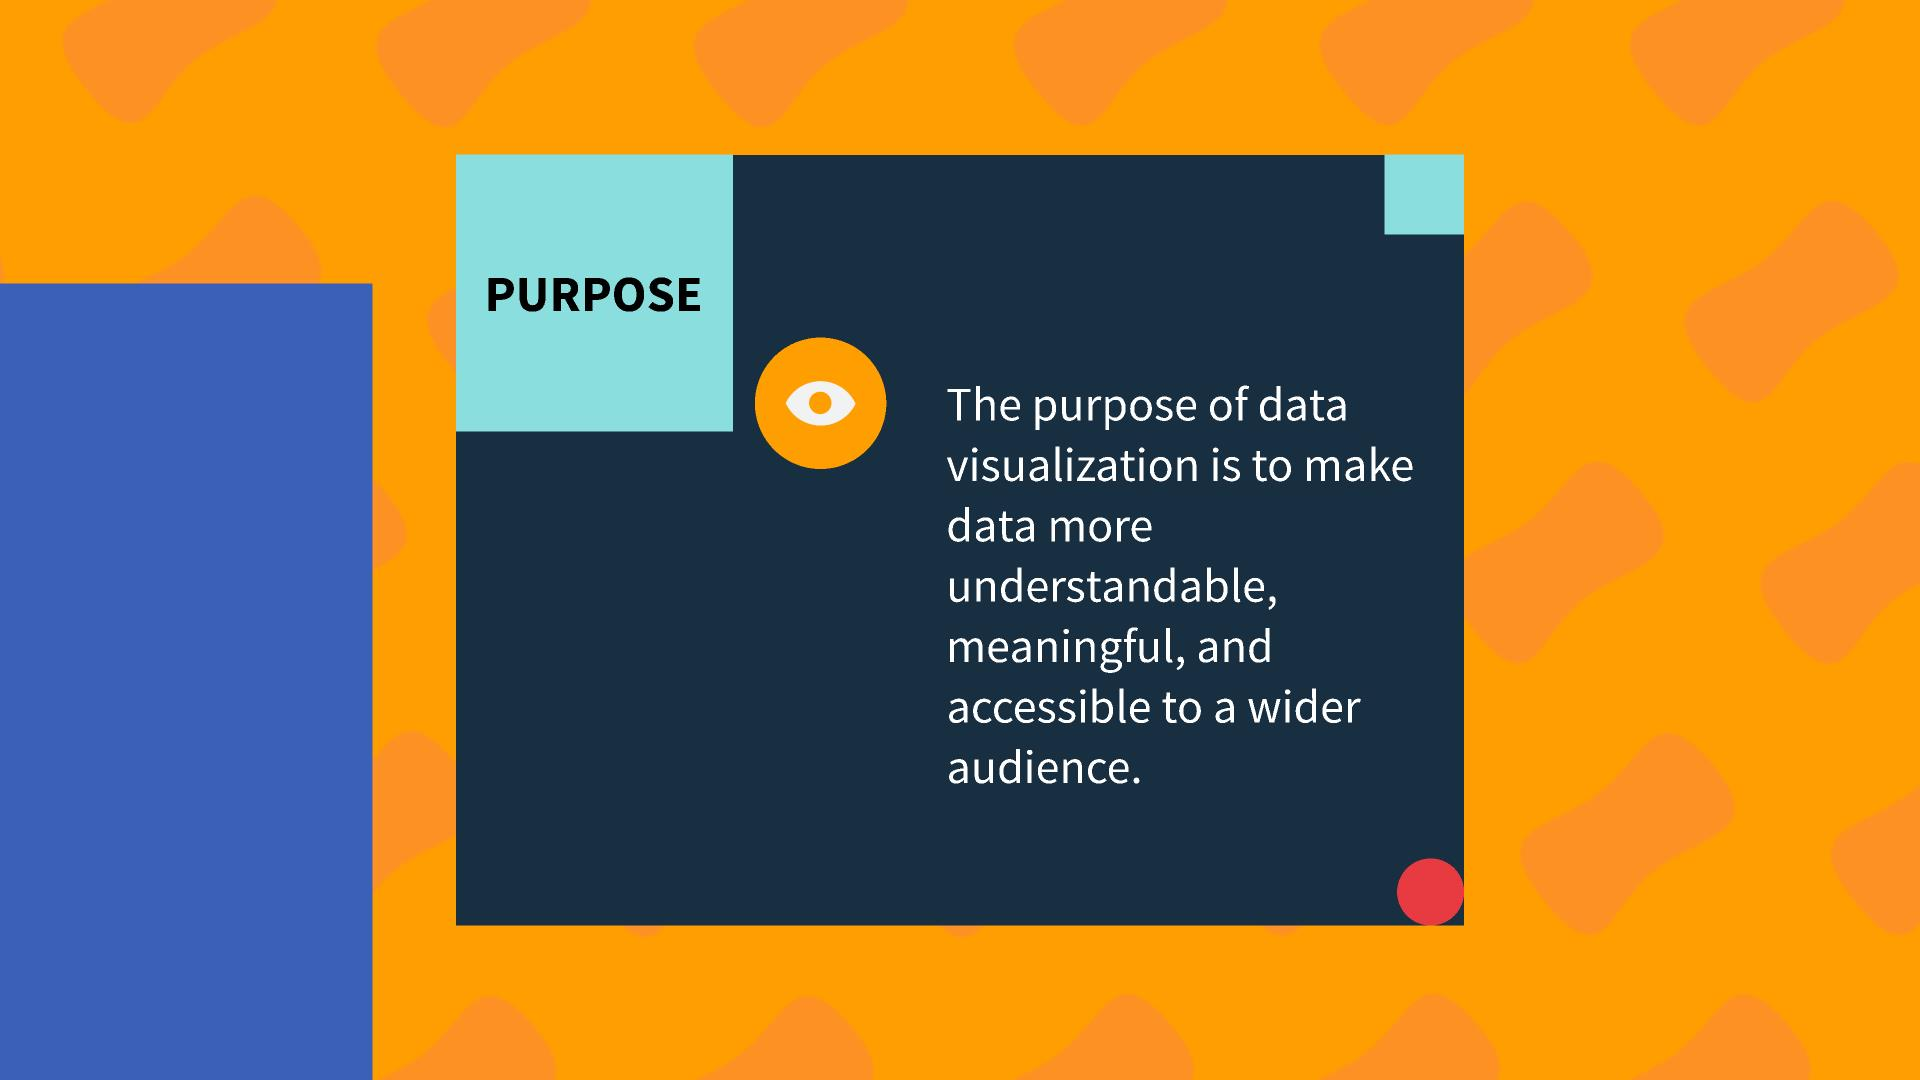 PURPOSE
The purpose of data
visualization is to make
data more
understandable,
meaningful, and
accessible to a wider
audience.